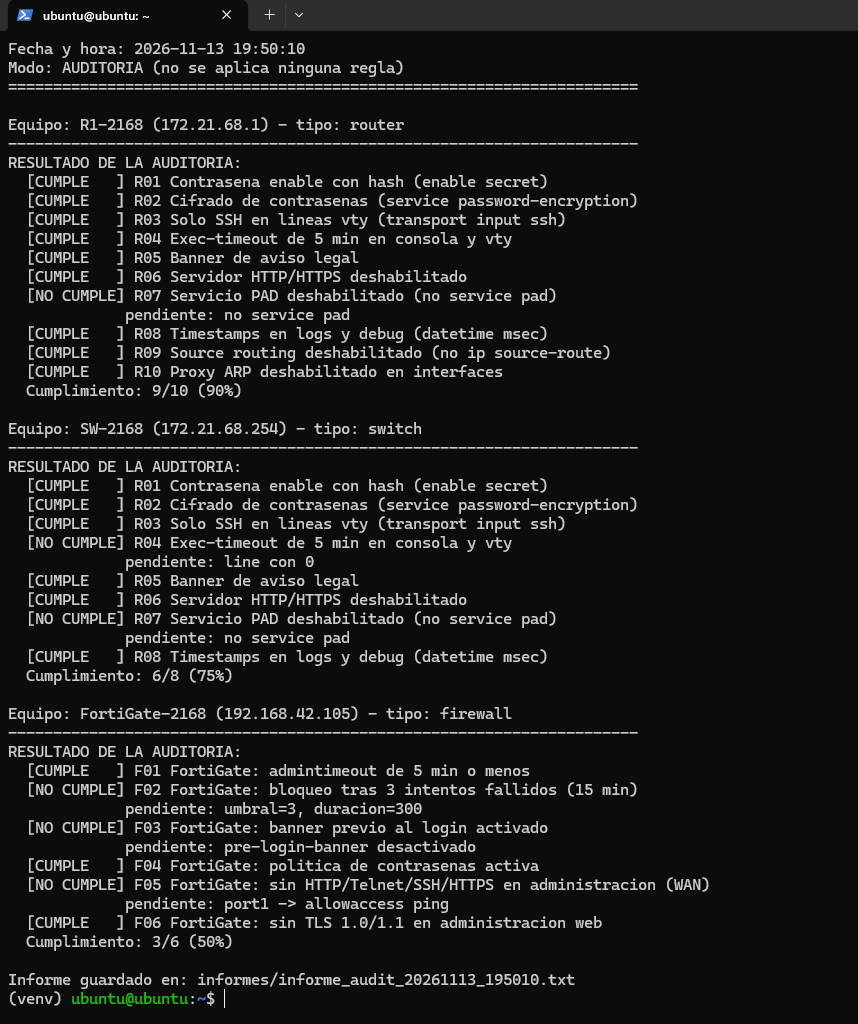 ubuntu@ubuntu: ~
Fecha y hora: 2026-11-13 19:50:10
Modo: AUDITORIA (no se aplica ninguna regla)
======================================================================
Equipo: R1-2168 (172.21.68.1) - tipo: router
----------------------------------------------------------------------
RESULTADO DE LA AUDITORIA:
[CUMPLE   ] R01 Contrasena enable con hash (enable secret)
[CUMPLE   ] R02 Cifrado de contrasenas (service password-encryption)
[CUMPLE   ] R03 Solo SSH en lineas vty (transport input ssh)
[CUMPLE   ] R04 Exec-timeout de 5 min en consola y vty
[CUMPLE   ] R05 Banner de aviso legal
[CUMPLE   ] R06 Servidor HTTP/HTTPS deshabilitado
[NO CUMPLE] R07 Servicio PAD deshabilitado (no service pad)
pendiente: no service pad
[CUMPLE   ] R08 Timestamps en logs y debug (datetime msec)
[CUMPLE   ] R09 Source routing deshabilitado (no ip source-route)
[CUMPLE   ] R10 Proxy ARP deshabilitado en interfaces
Cumplimiento: 9/10 (90%)
Equipo: SW-2168 (172.21.68.254) - tipo: switch
----------------------------------------------------------------------
RESULTADO DE LA AUDITORIA:
[CUMPLE   ] R01 Contrasena enable con hash (enable secret)
[CUMPLE   ] R02 Cifrado de contrasenas (service password-encryption)
[CUMPLE   ] R03 Solo SSH en lineas vty (transport input ssh)
[NO CUMPLE] R04 Exec-timeout de 5 min en consola y vty
pendiente: line con 0
[CUMPLE   ] R05 Banner de aviso legal
[CUMPLE   ] R06 Servidor HTTP/HTTPS deshabilitado
[NO CUMPLE] R07 Servicio PAD deshabilitado (no service pad)
pendiente: no service pad
[CUMPLE   ] R08 Timestamps en logs y debug (datetime msec)
Cumplimiento: 6/8 (75%)
Equipo: FortiGate-2168 (192.168.42.105) - tipo: firewall
----------------------------------------------------------------------
RESULTADO DE LA AUDITORIA:
[CUMPLE   ] F01 FortiGate: admintimeout de 5 min o menos
[NO CUMPLE] F02 FortiGate: bloqueo tras 3 intentos fallidos (15 min)
pendiente: umbral=3, duracion=300
[NO CUMPLE] F03 FortiGate: banner previo al login activado
pendiente: pre-login-banner desactivado
[CUMPLE   ] F04 FortiGate: politica de contrasenas activa
[NO CUMPLE] F05 FortiGate: sin HTTP/Telnet/SSH/HTTPS en administracion (WAN)
pendiente: port1 -> allowaccess ping
[CUMPLE   ] F06 FortiGate: sin TLS 1.0/1.1 en administracion web
Cumplimiento: 3/6 (50%)
Informe guardado en: informes/informe_audit_20261113_195010.txt
(venv) ubuntu@ubuntu:~$